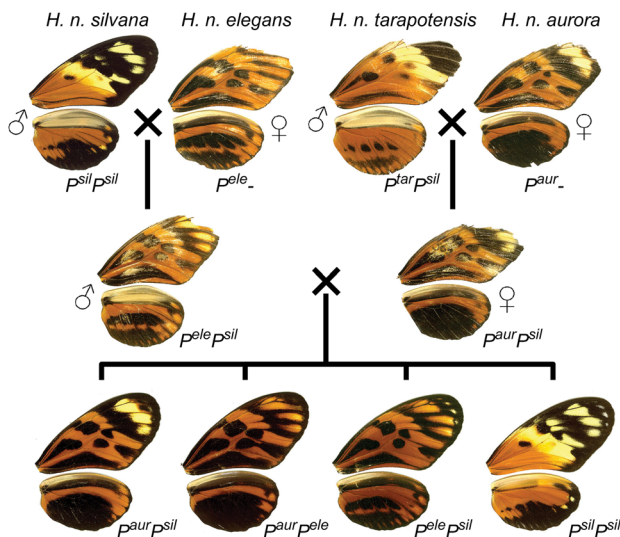 H. n. silvana H. n. elegans H. n. tarapotensis H. n. aurora
♂ ♀ ♂ ♀
PsilPsil Pele- PtarPsil Paur-
♂ ♀
PelePsil PaurPsil
PaurPsil PaurPele PelePsil PsilPsil